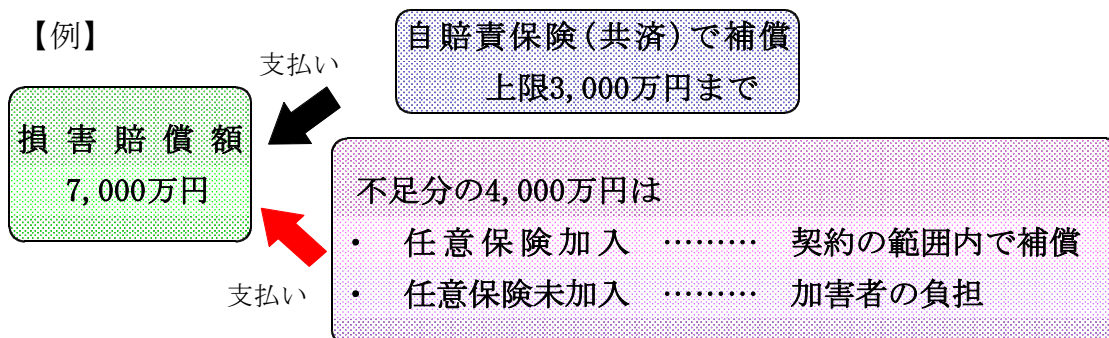 【例】
支払い
自賠責保険(共済)で補償
上限3,000万円まで
損害賠償額
7,000万円
不足分の4,000万円は
・ 任意保険加入 ……… 契約の範囲内で補償
・ 任意保険未加入 ……… 加害者の負担
支払い